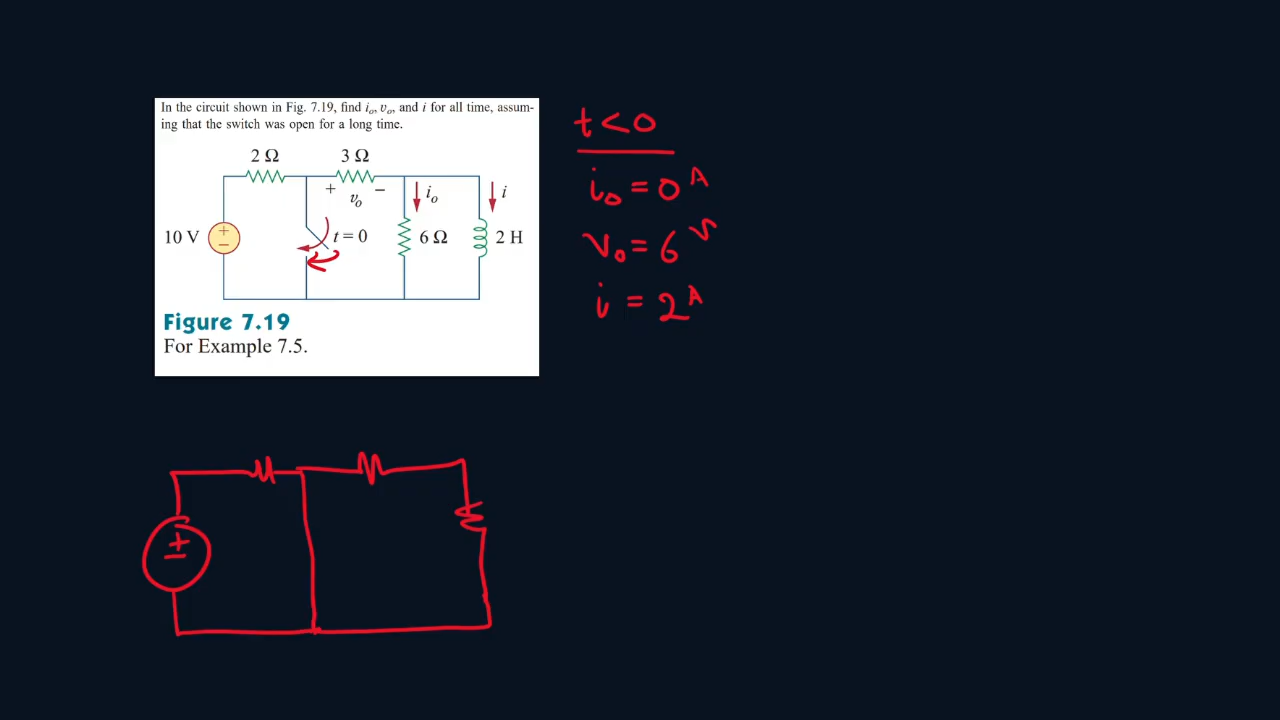 In the circuit shown in Fig. 7.19, find iₒ, vₒ, and i for all time, assum-
ing that the switch was open for a long time.
2 Ω
3 Ω
+ vₒ −
iₒ
i
10 V
+
−
t = 0
6 Ω
2 H
Figure 7.19
For Example 7.5.
t < 0
iₒ = 0 A
vₒ = 6 V
i = 2 A
+
−